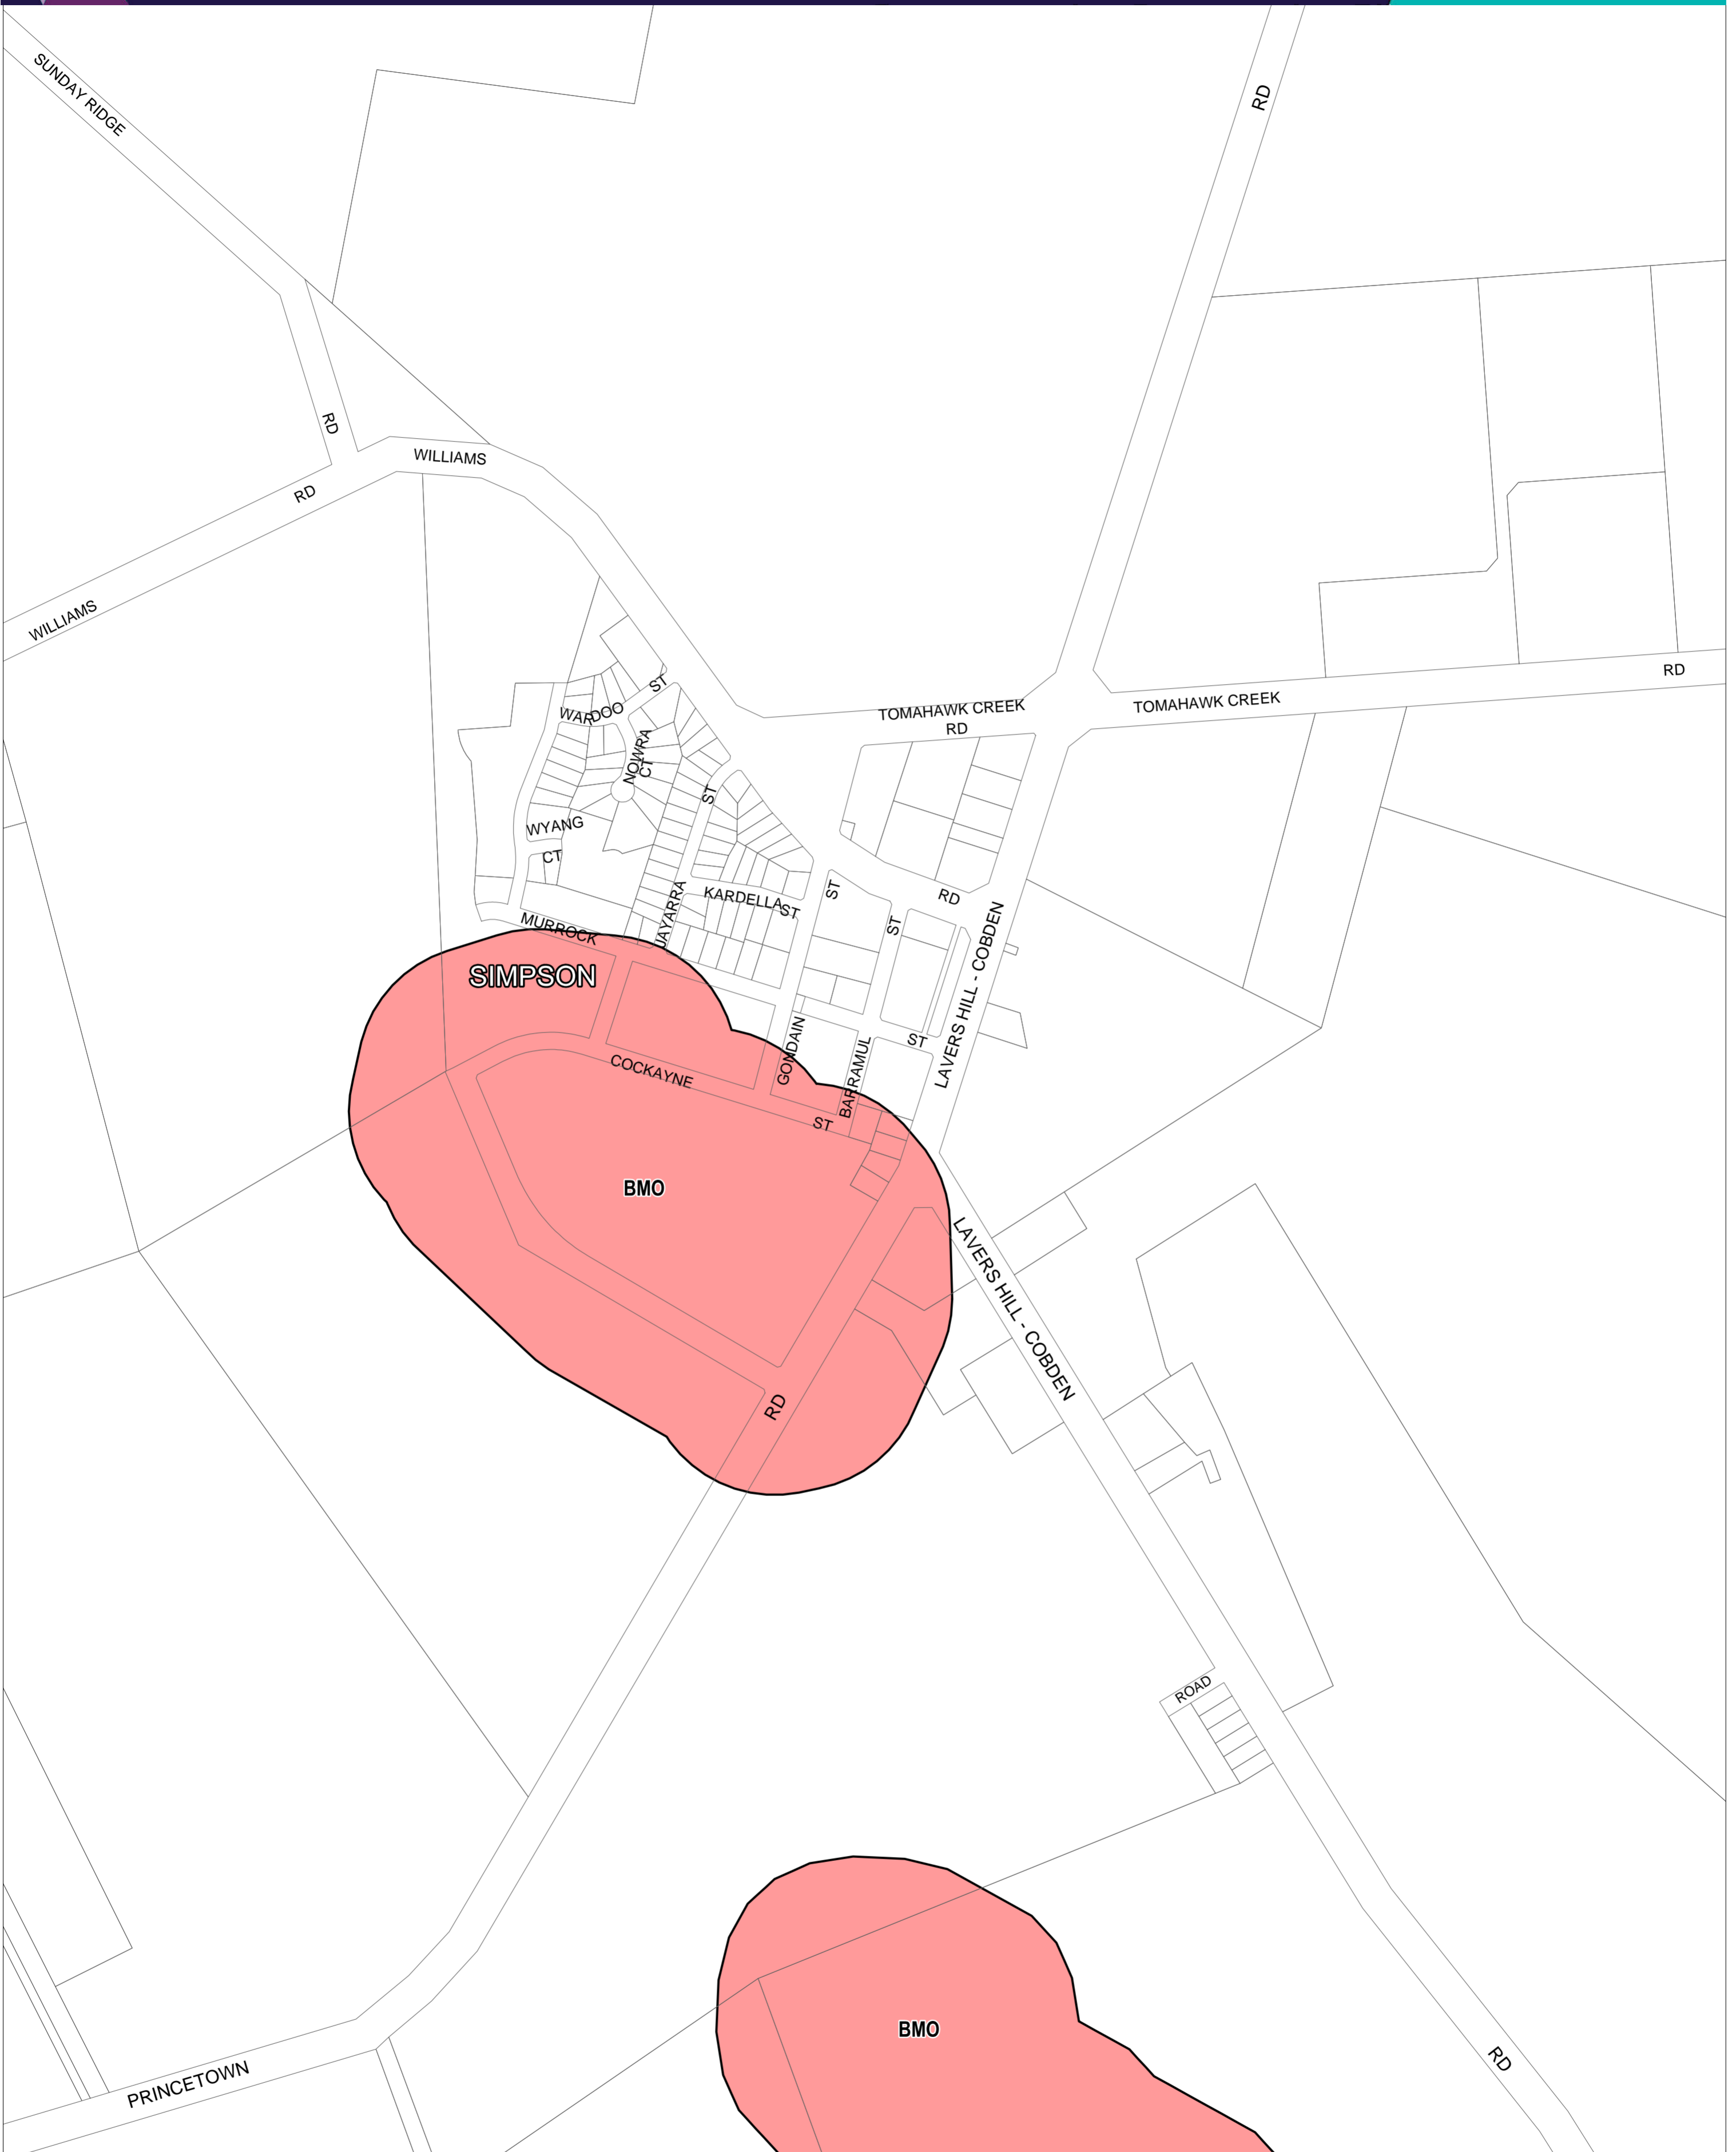 SUNDAY RIDGE
RD
RD
WILLIAMS
RD
WILLIAMS
RD
ST
TOMAHAWK CREEK
TOMAHAWK CREEK
WARDOO
RD
NOWRA
CT
ST
WYANG
CT
KARDELLA
ST
ST
RD
JAYARRA
ST
MURROCK
LAVERS HILL - COBDEN
SIMPSON
GONDAIN
ST
BARRAMUL
COCKAYNE
ST
BMO
LAVERS HILL - COBDEN
RD
ROAD
BMO
RD
PRINCETOWN